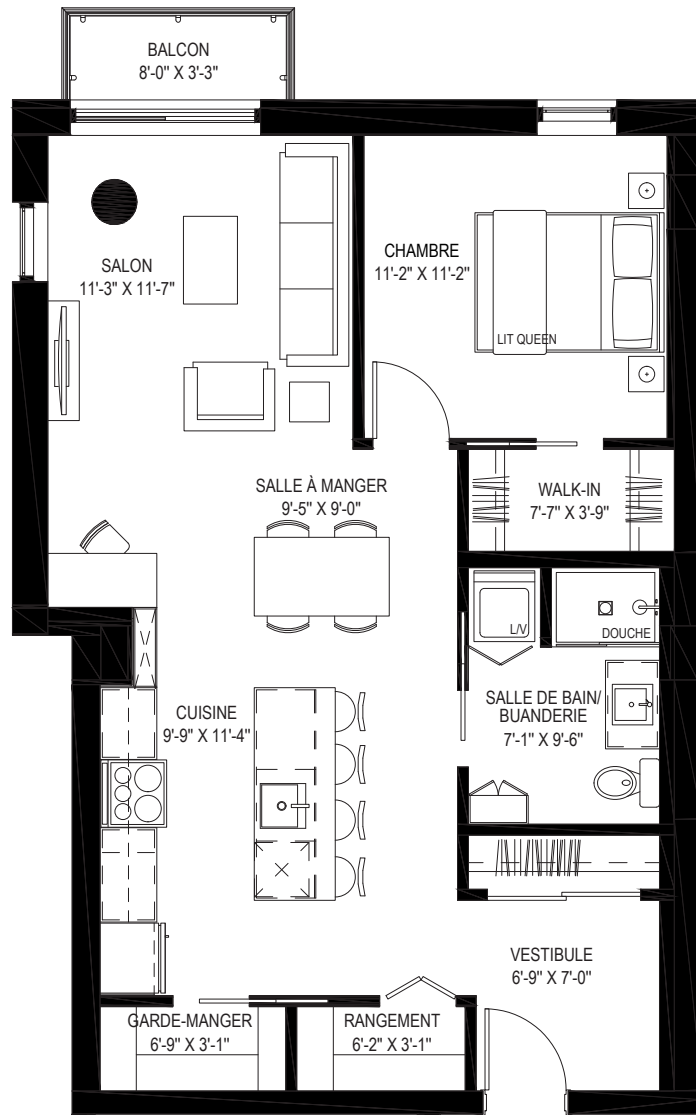 BALCON
8'-0" X 3'-3"
SALON
11'-3" X 11'-7"
CHAMBRE
11'-2" X 11'-2"
LIT QUEEN
SALLE À MANGER
9'-5" X 9'-0"
WALK-IN
7'-7" X 3'-9"
L/V
DOUCHE
CUISINE
9'-9" X 11'-4"
SALLE DE BAIN/
BUANDERIE
7'-1" X 9'-6"
VESTIBULE
6'-9" X 7'-0"
GARDE-MANGER
6'-9" X 3'-1"
RANGEMENT
6'-2" X 3'-1"